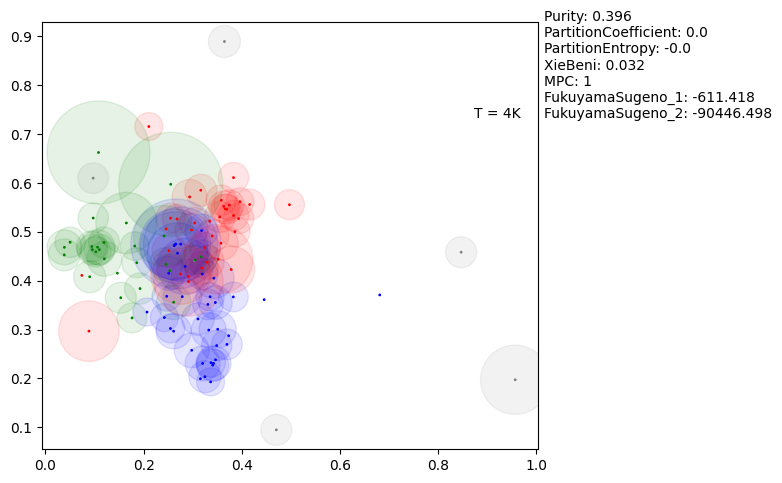 Purity: 0.396
PartitionCoefficient: 0.0
PartitionEntropy: -0.0
XieBeni: 0.032
MPC: 1
FukuyamaSugeno_1: -611.418
FukuyamaSugeno_2: -90446.498
T = 4K
0.9
0.8
0.7
0.6
0.5
0.4
0.3
0.2
0.1
0.0 0.2 0.4 0.6 0.8 1.0